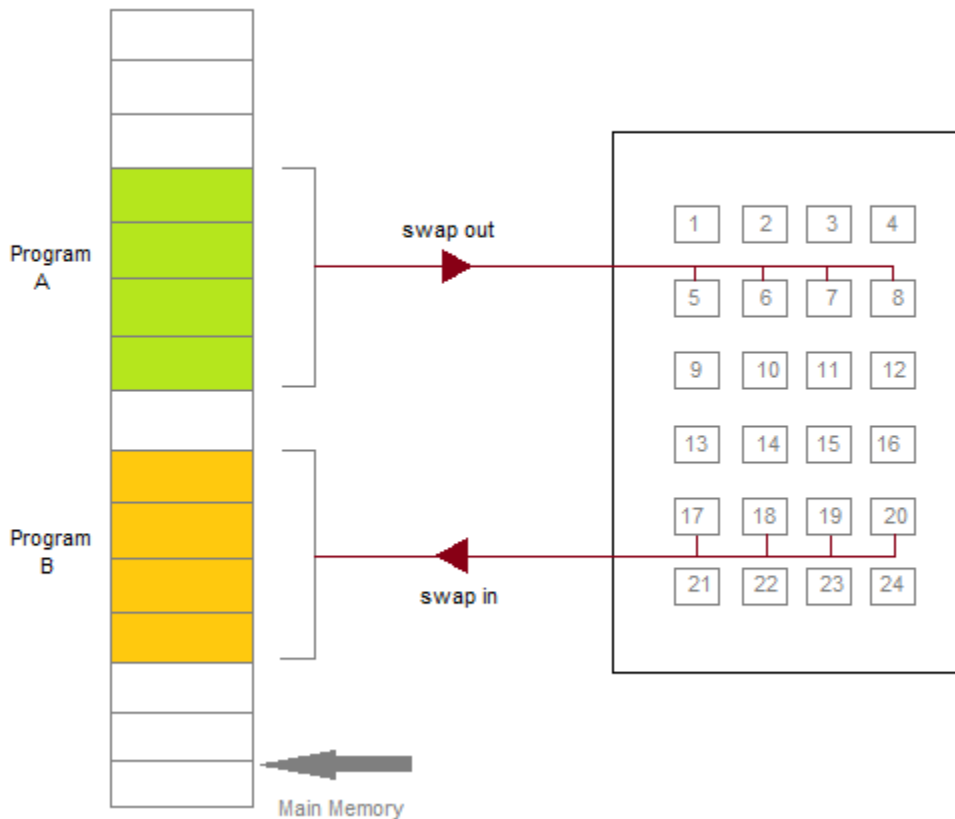 swap out
1 2 3 4
Program
A
5 6 7 8
9 10 11 12
13 14 15 16
17 18 19 20
Program
B
swap in
21 22 23 24
Main Memory